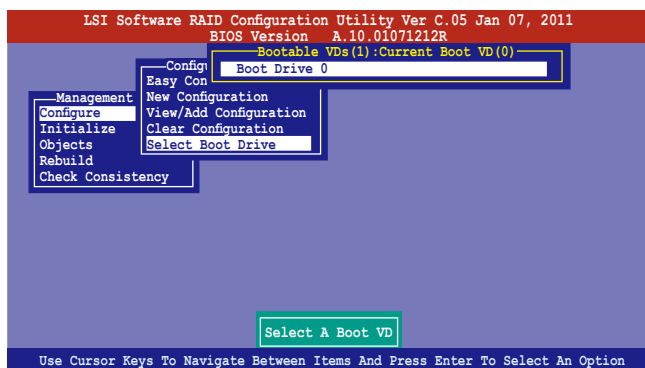 LSI Software RAID Configuration Utility Ver C.05 Jan 07, 2011
BIOS Version A.10.01071212R
Bootable VDs(1):Current Boot VD(0)
Boot Drive 0
Config
Easy Con
New Configuration
View/Add Configuration
Clear Configuration
Select Boot Drive
Management
Configure
Initialize
Objects
Rebuild
Check Consistency
Select A Boot VD
Use Cursor Keys To Navigate Between Items And Press Enter To Select An Option